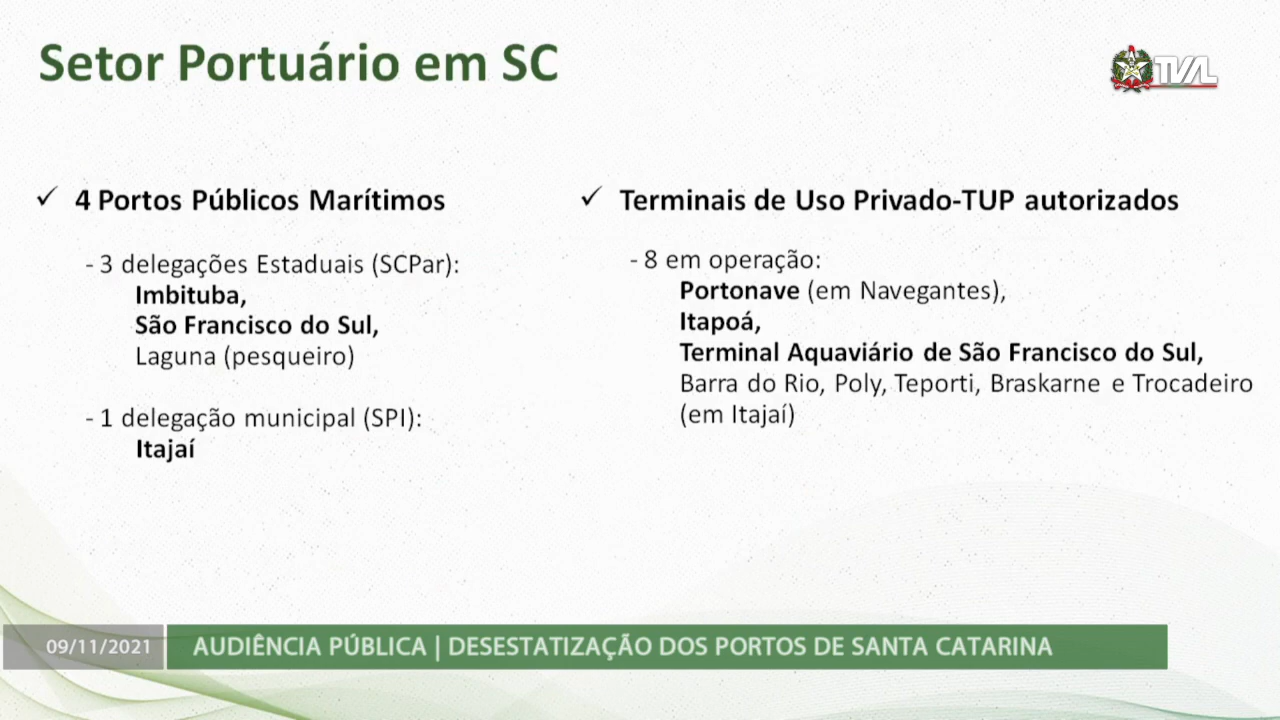 Setor Portuário em SC
TVAL
✓ 4 Portos Públicos Marítimos
- 3 delegações Estaduais (SCPar):
Imbituba,
São Francisco do Sul,
Laguna (pesqueiro)
- 1 delegação municipal (SPI):
Itajaí
✓ Terminais de Uso Privado-TUP autorizados
- 8 em operação:
Portonave (em Navegantes),
Itapoá,
Terminal Aquaviário de São Francisco do Sul,
Barra do Rio, Poly, Teporti, Braskarne e Trocadeiro
(em Itajaí)
09/11/2021
AUDIÊNCIA PÚBLICA | DESESTATIZAÇÃO DOS PORTOS DE SANTA CATARINA